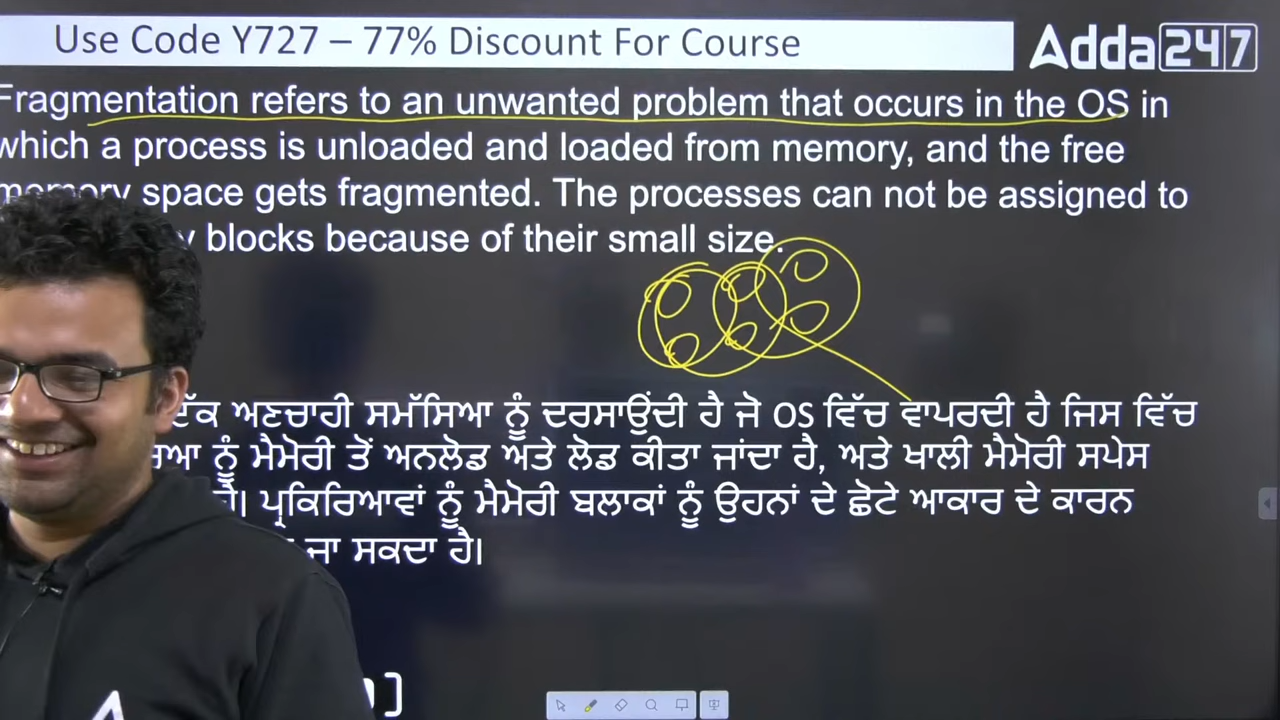 Use Code Y727 – 77% Discount For Course
Adda247
Fragmentation refers to an unwanted problem that occurs in the OS in
which a process is unloaded and loaded from memory, and the free
memory space gets fragmented. The processes can not be assigned to
blocks because of their small size.
ਅਣਚਾਹੀ ਸਮੱਸਿਆ ਨੂੰ ਦਰਸਾਉਂਦੀ ਹੈ ਜੋ OS ਵਿੱਚ ਵਾਪਰਦੀ ਹੈ ਜਿਸ ਵਿੱਚ
ਨੂੰ ਮੈਮੋਰੀ ਤੋਂ ਅਨਲੋਡ ਅਤੇ ਲੋਡ ਕੀਤਾ ਜਾਂਦਾ ਹੈ, ਅਤੇ ਖਾਲੀ ਮੈਮੋਰੀ ਸਪੇਸ
ਹੈ। ਪ੍ਰਕਿਰਿਆਵਾਂ ਨੂੰ ਮੈਮੋਰੀ ਬਲਾਕਾਂ ਨੂੰ ਉਹਨਾਂ ਦੇ ਛੋਟੇ ਆਕਾਰ ਦੇ ਕਾਰਨ
ਜਾ ਸਕਦਾ ਹੈ।